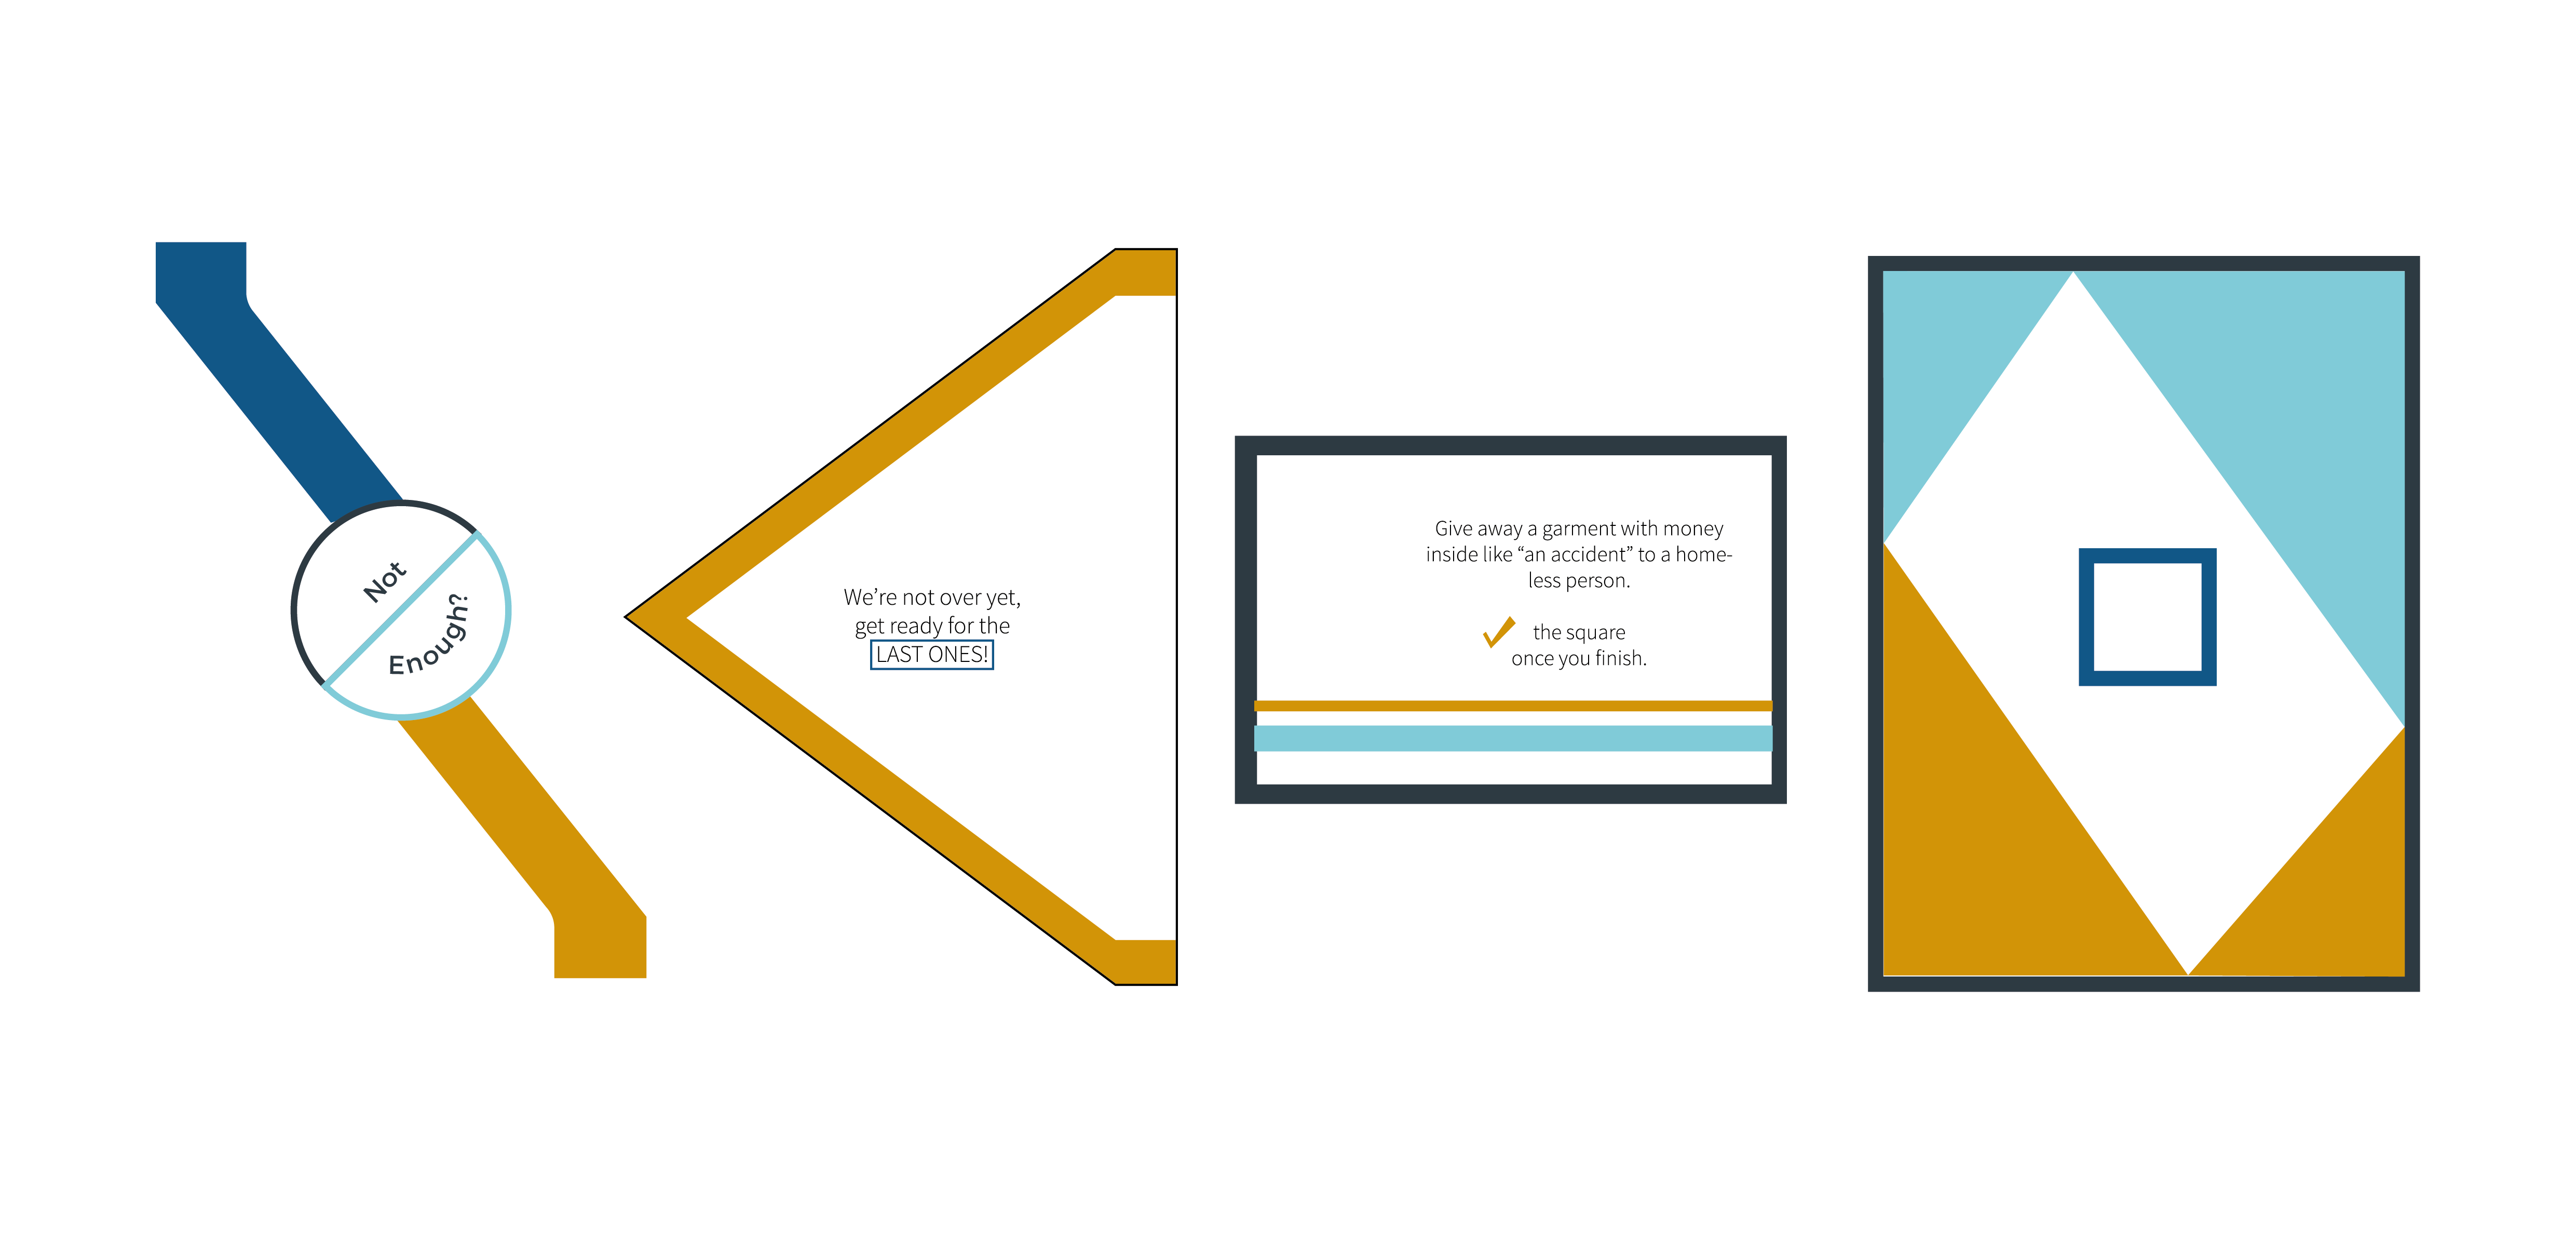 Not
Enough?
We’re not over yet,
get ready for the
LAST ONES!
Give away a garment with money
inside like “an accident” to a home-
less person.
the square
once you finish.